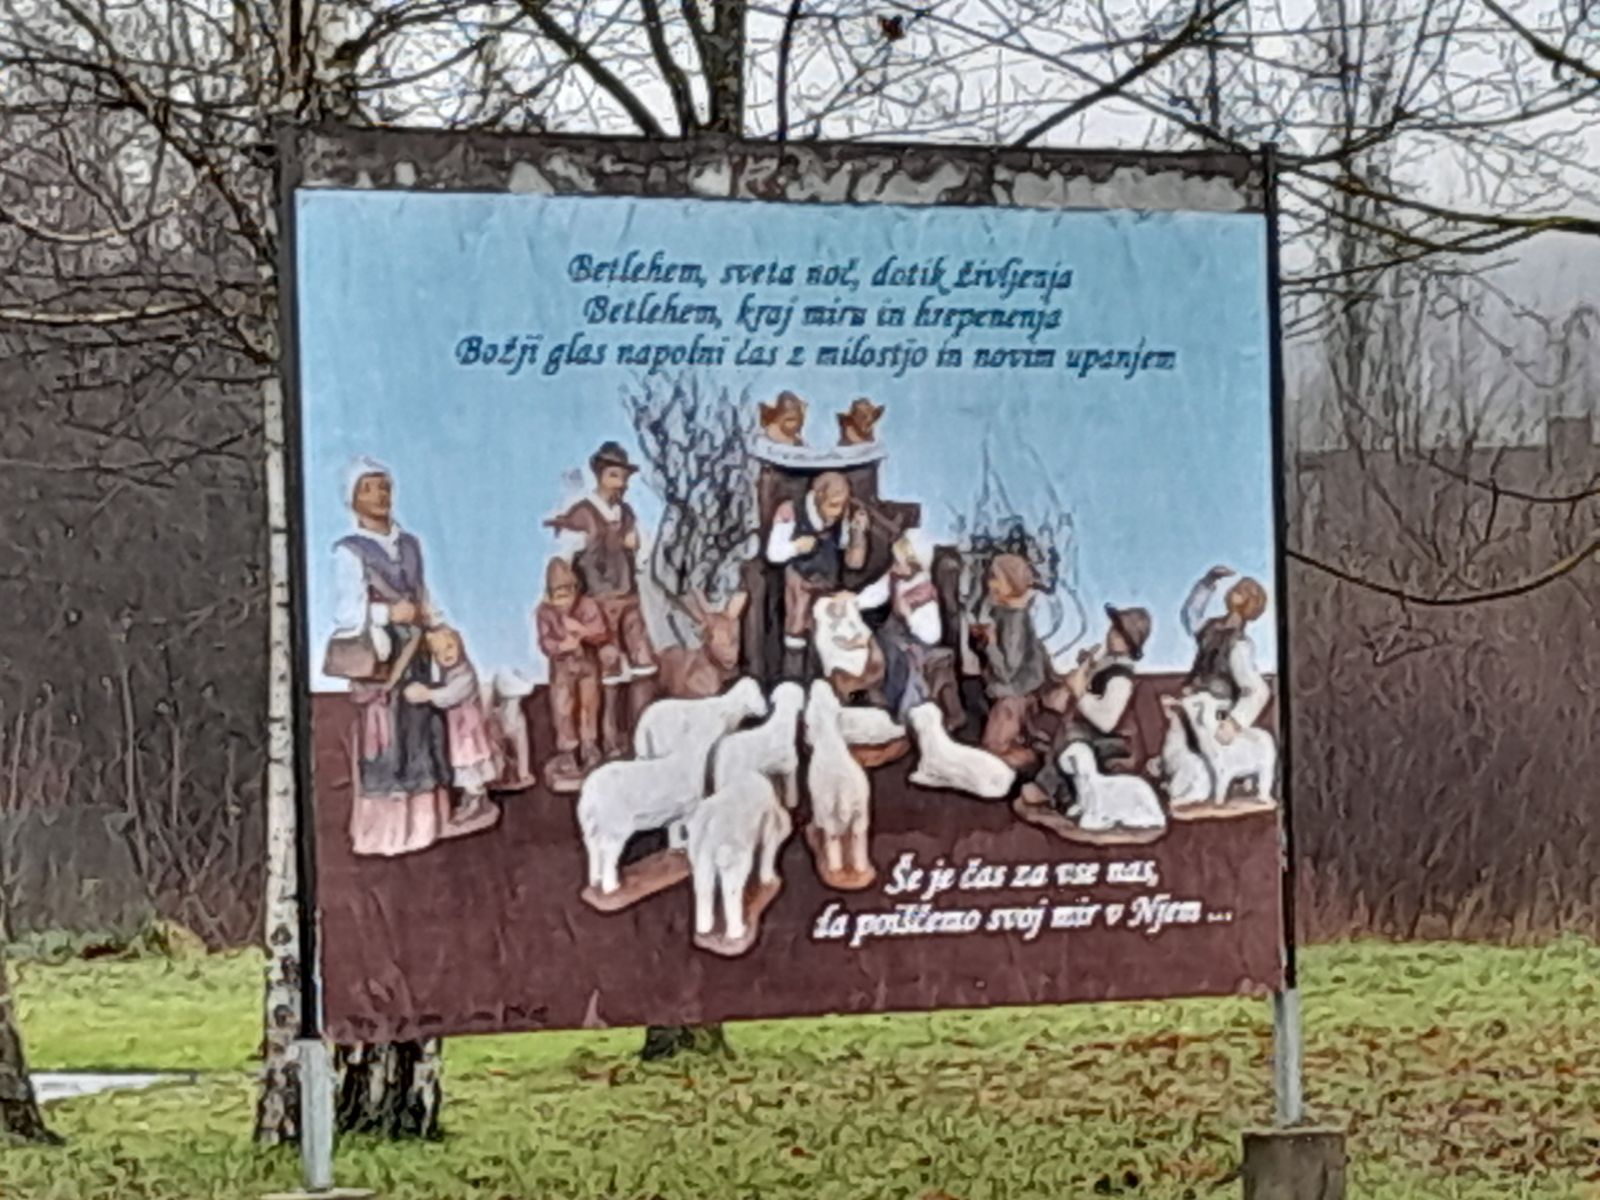 Betlehem, sveta noč, dotik življenja
Betlehem, kraj miru in hrepenenja
Božji glas napolni čas z milostjo in novim upanjem
Še je čas za vse nas,
da poiščemo svoj mir v Njem ...